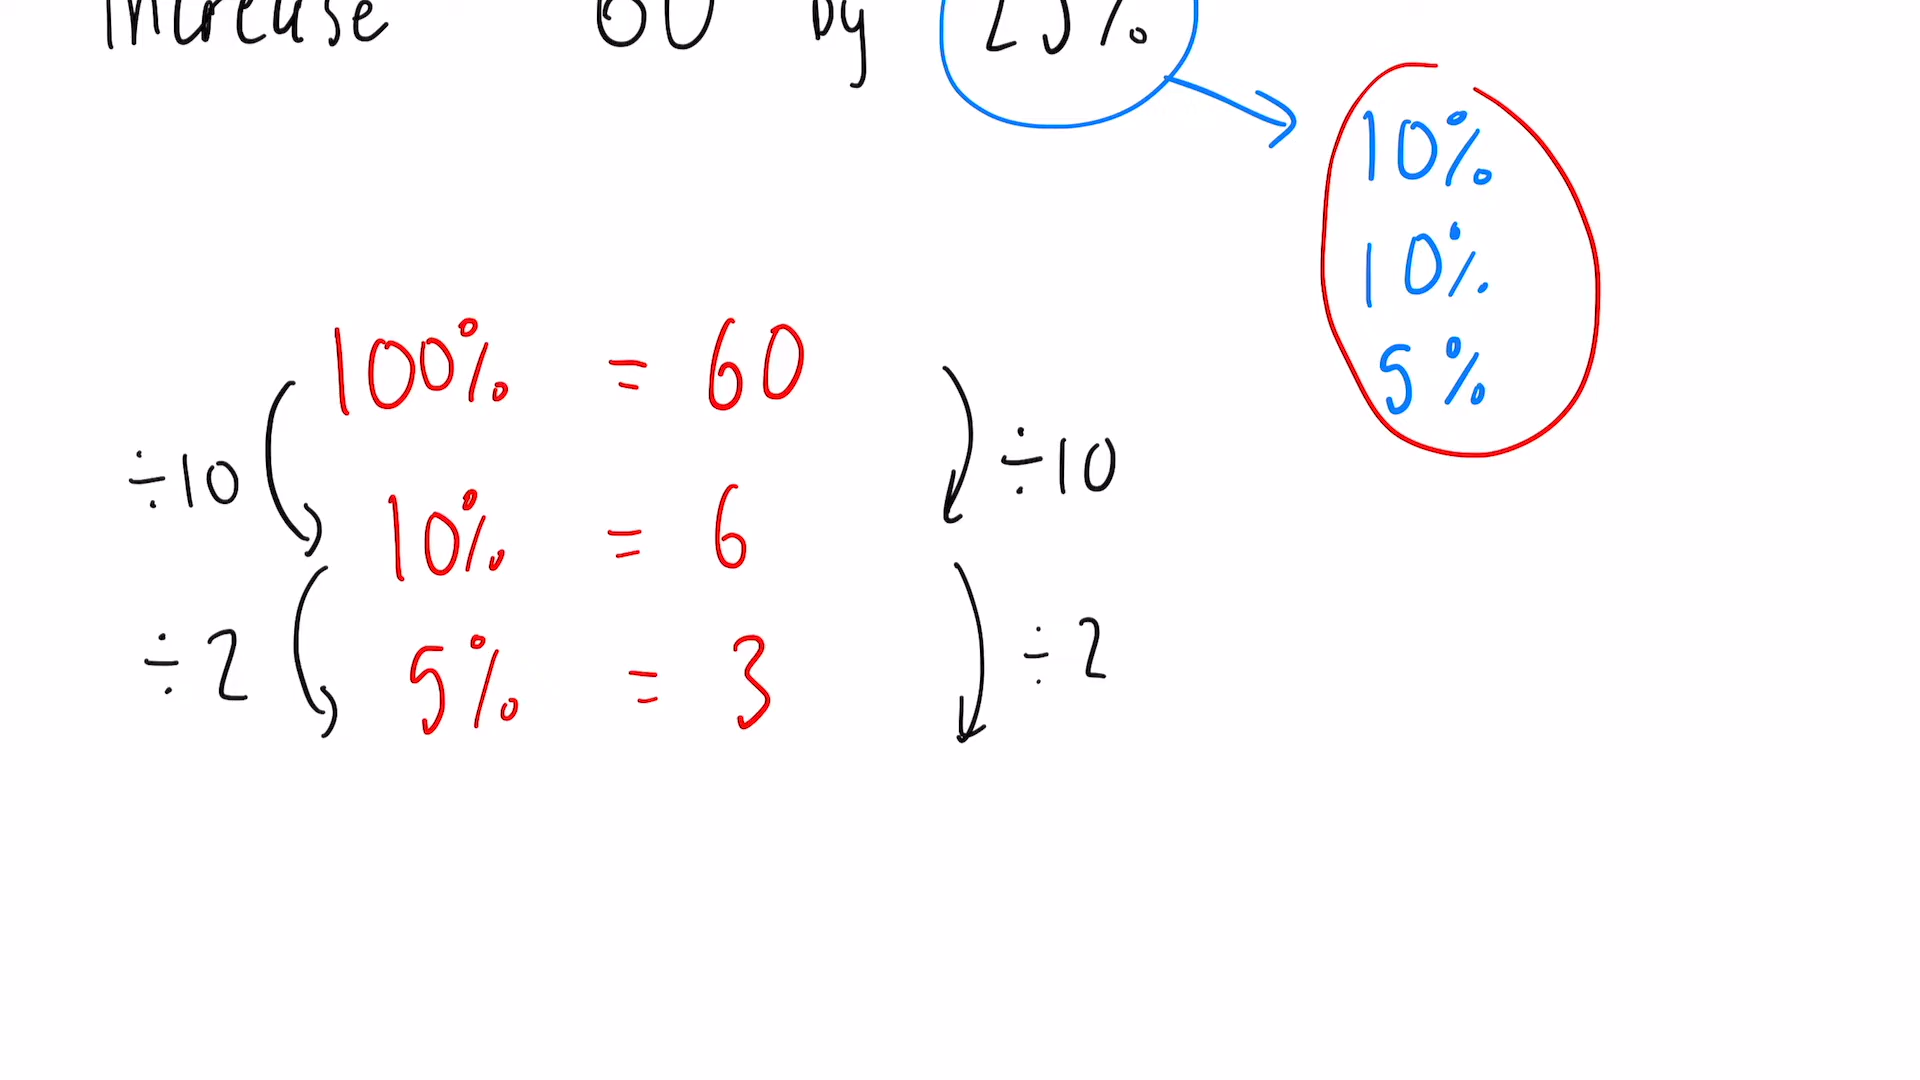 Increase 60 by 25%
10%
10%
5%
100% = 60
÷10 ÷10
10% = 6
÷2 ÷2
5% = 3